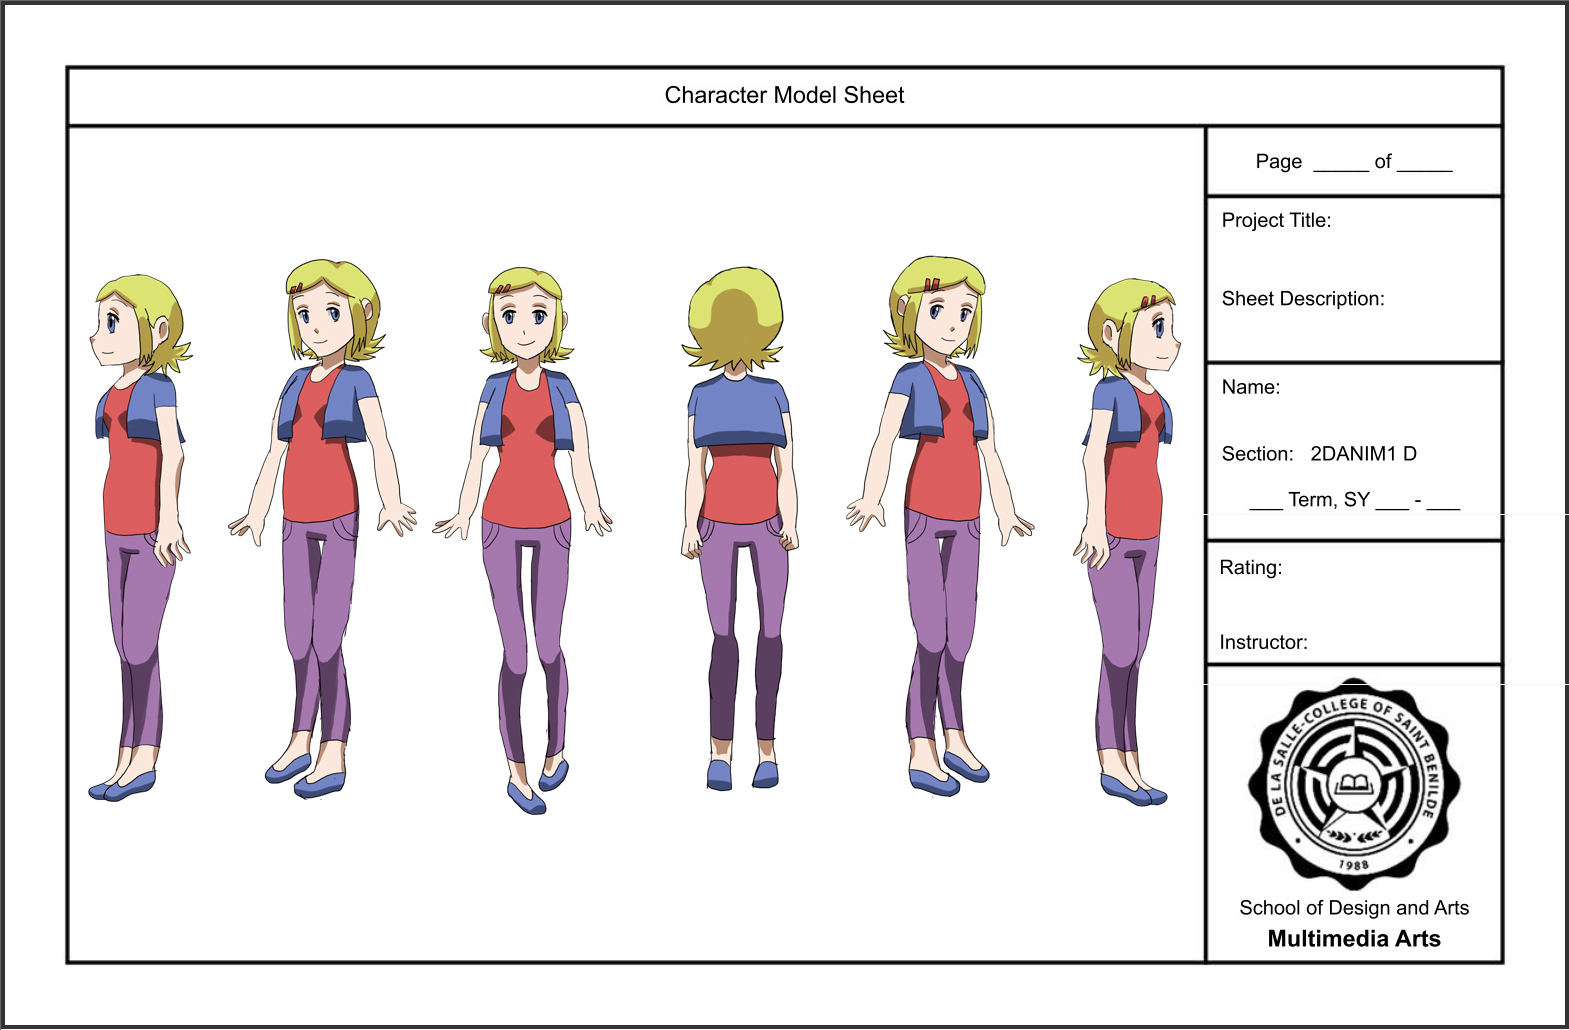 Character Model Sheet
Page _____ of _____
Project Title:
Sheet Description:
Name:
Section: 2DANIM1 D
___ Term, SY ___ - ___
Rating:
Instructor:
DE LA SALLE-COLLEGE OF SAINT BENILDE
1988
School of Design and Arts
Multimedia Arts